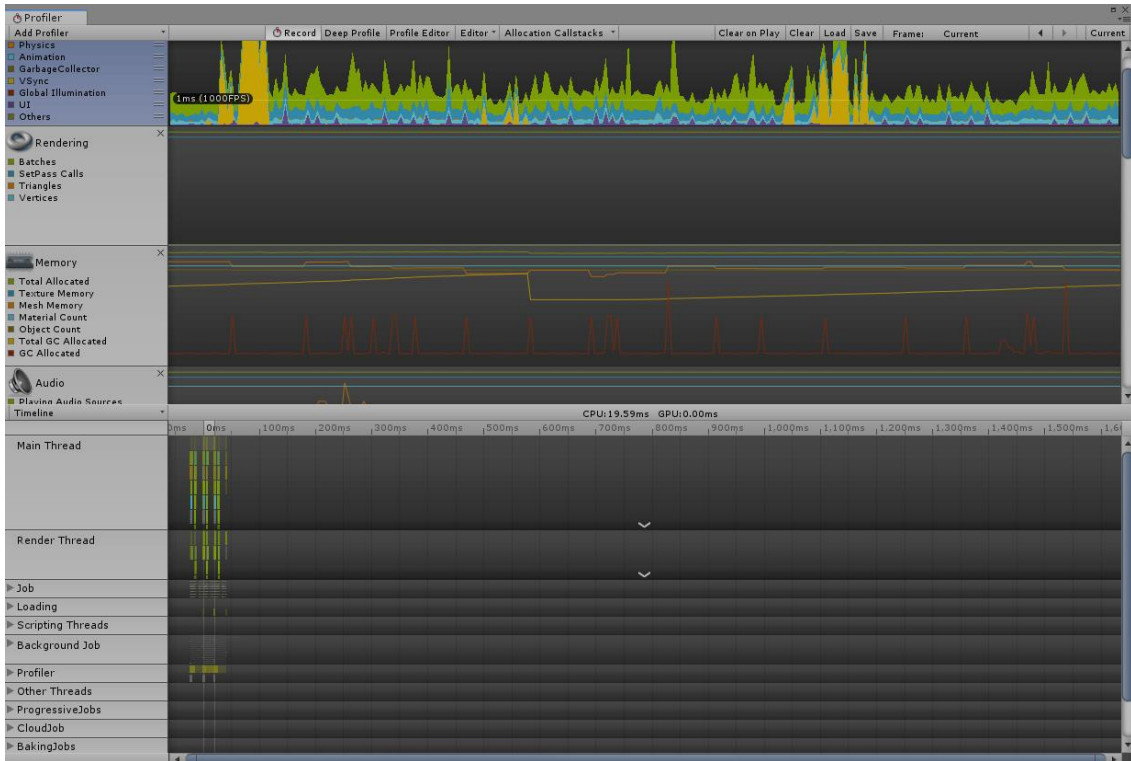 Profiler
Add Profiler
Record Deep Profile Profile Editor Editor Allocation Callstacks Clear on Play Clear Load Save Frame: Current Current
Physics
Animation
GarbageCollector
VSync
Global Illumination
UI
Others
1ms (1000FPS)
Rendering
Batches
SetPass Calls
Triangles
Vertices
Memory
Total Allocated
Texture Memory
Mesh Memory
Material Count
Object Count
Total GC Allocated
GC Allocated
Audio
Playing Audio Sources
Timeline
CPU:19.59ms GPU:0.00ms
0ms 100ms 200ms 300ms 400ms 500ms 600ms 700ms 800ms 900ms 1.000ms 1.100ms 1.200ms 1.300ms 1.400ms 1.500ms
Main Thread
Render Thread
Job
Loading
Scripting Threads
Background Job
Profiler
Other Threads
ProgressiveJobs
CloudJob
BakingJobs